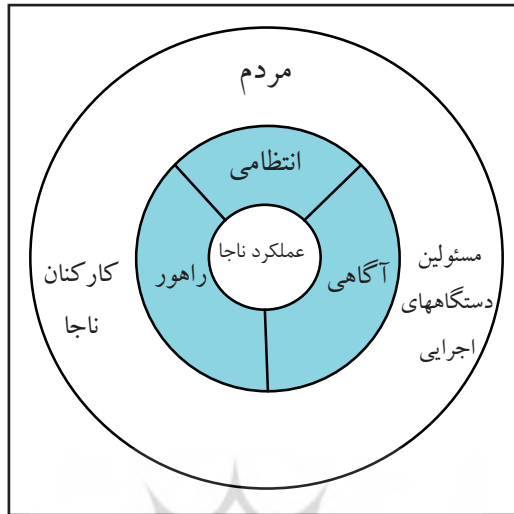 مردم
انتظامی
عملکرد ناجا
آگاهی
راهور
مسئولین
دستگاههای
اجرایی
کارکنان
ناجا